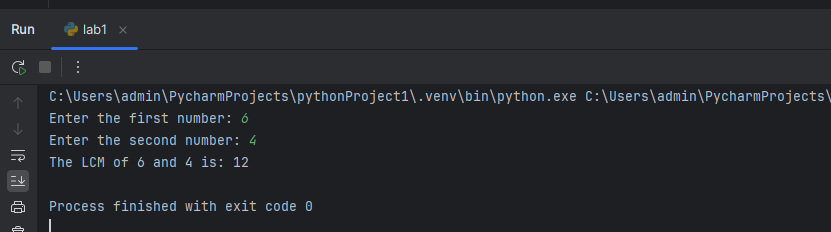 Run lab1
C:\Users\admin\PycharmProjects\pythonProject1\.venv\bin\python.exe C:\Users\admin\PycharmProjects\
Enter the first number: 6
Enter the second number: 4
The LCM of 6 and 4 is: 12
Process finished with exit code 0